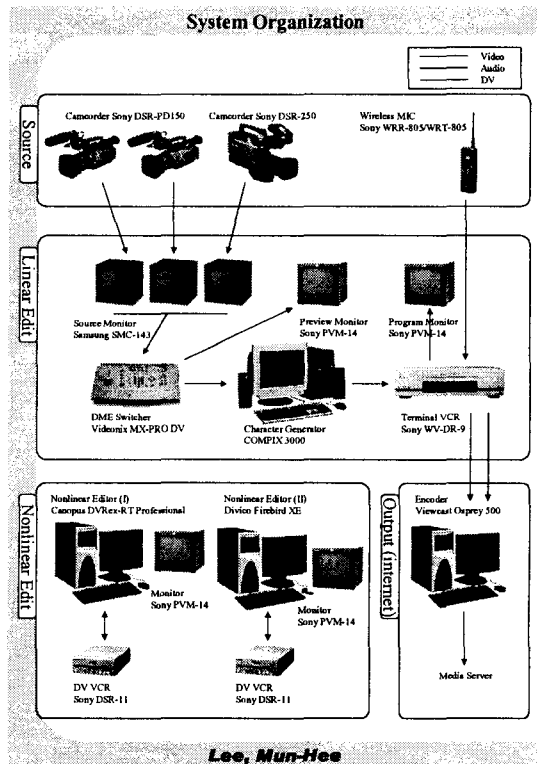 System Organization
Video
Audio
DV
Source
Camcorder Sony DSR-PD150
Camcorder Sony DSR-250
Wireless MIC
Sony WRR-805/WRT-805
Linear Edit
Source Monitor
Samsung SMC-143
Preview Monitor
Sony PVM-14
Program Monitor
Sony PVM-14
DME Switcher
Videonix MX-PRO DV
Character Generator
COMPIX 3000
Terminal VCR
Sony WV-DR-9
Nonlinear Edit
Nonlinear Editor (I)
Canopus DVRex-RT Professional
Nonlinear Editor (II)
Divico Firebird XE
Monitor
Sony PVM-14
Monitor
Sony PVM-14
DV VCR
Sony DSR-11
DV VCR
Sony DSR-11
Output (internet)
Encoder
Viewcast Osprey 500
Media Server
Lee, Mun-Hee